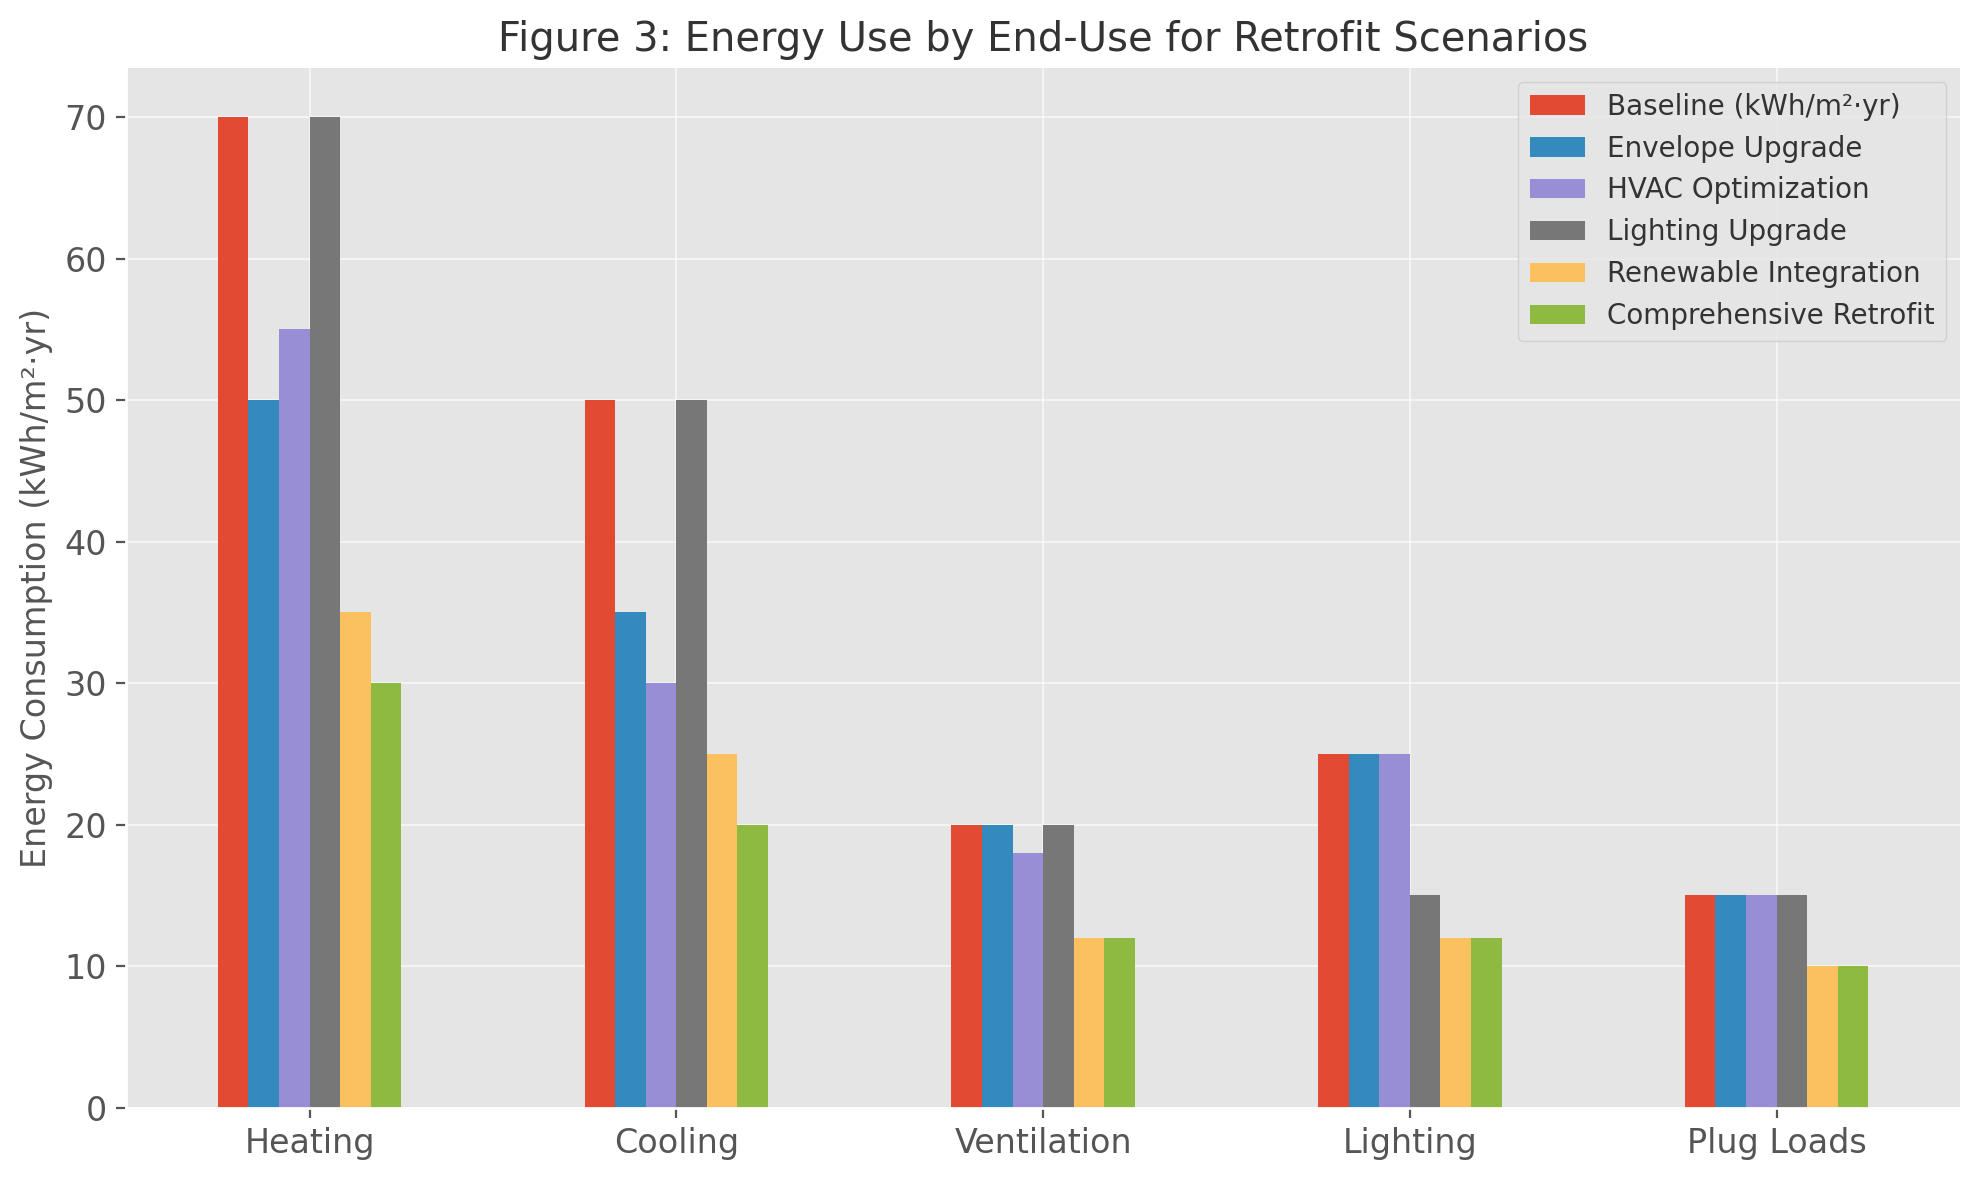 Figure 3: Energy Use by End-Use for Retrofit Scenarios
Baseline (kWh/m²·yr)
Envelope Upgrade
HVAC Optimization
Lighting Upgrade
Renewable Integration
Comprehensive Retrofit
Energy Consumption (kWh/m²·yr)
70
60
50
40
30
20
10
0
Heating
Cooling
Ventilation
Lighting
Plug Loads